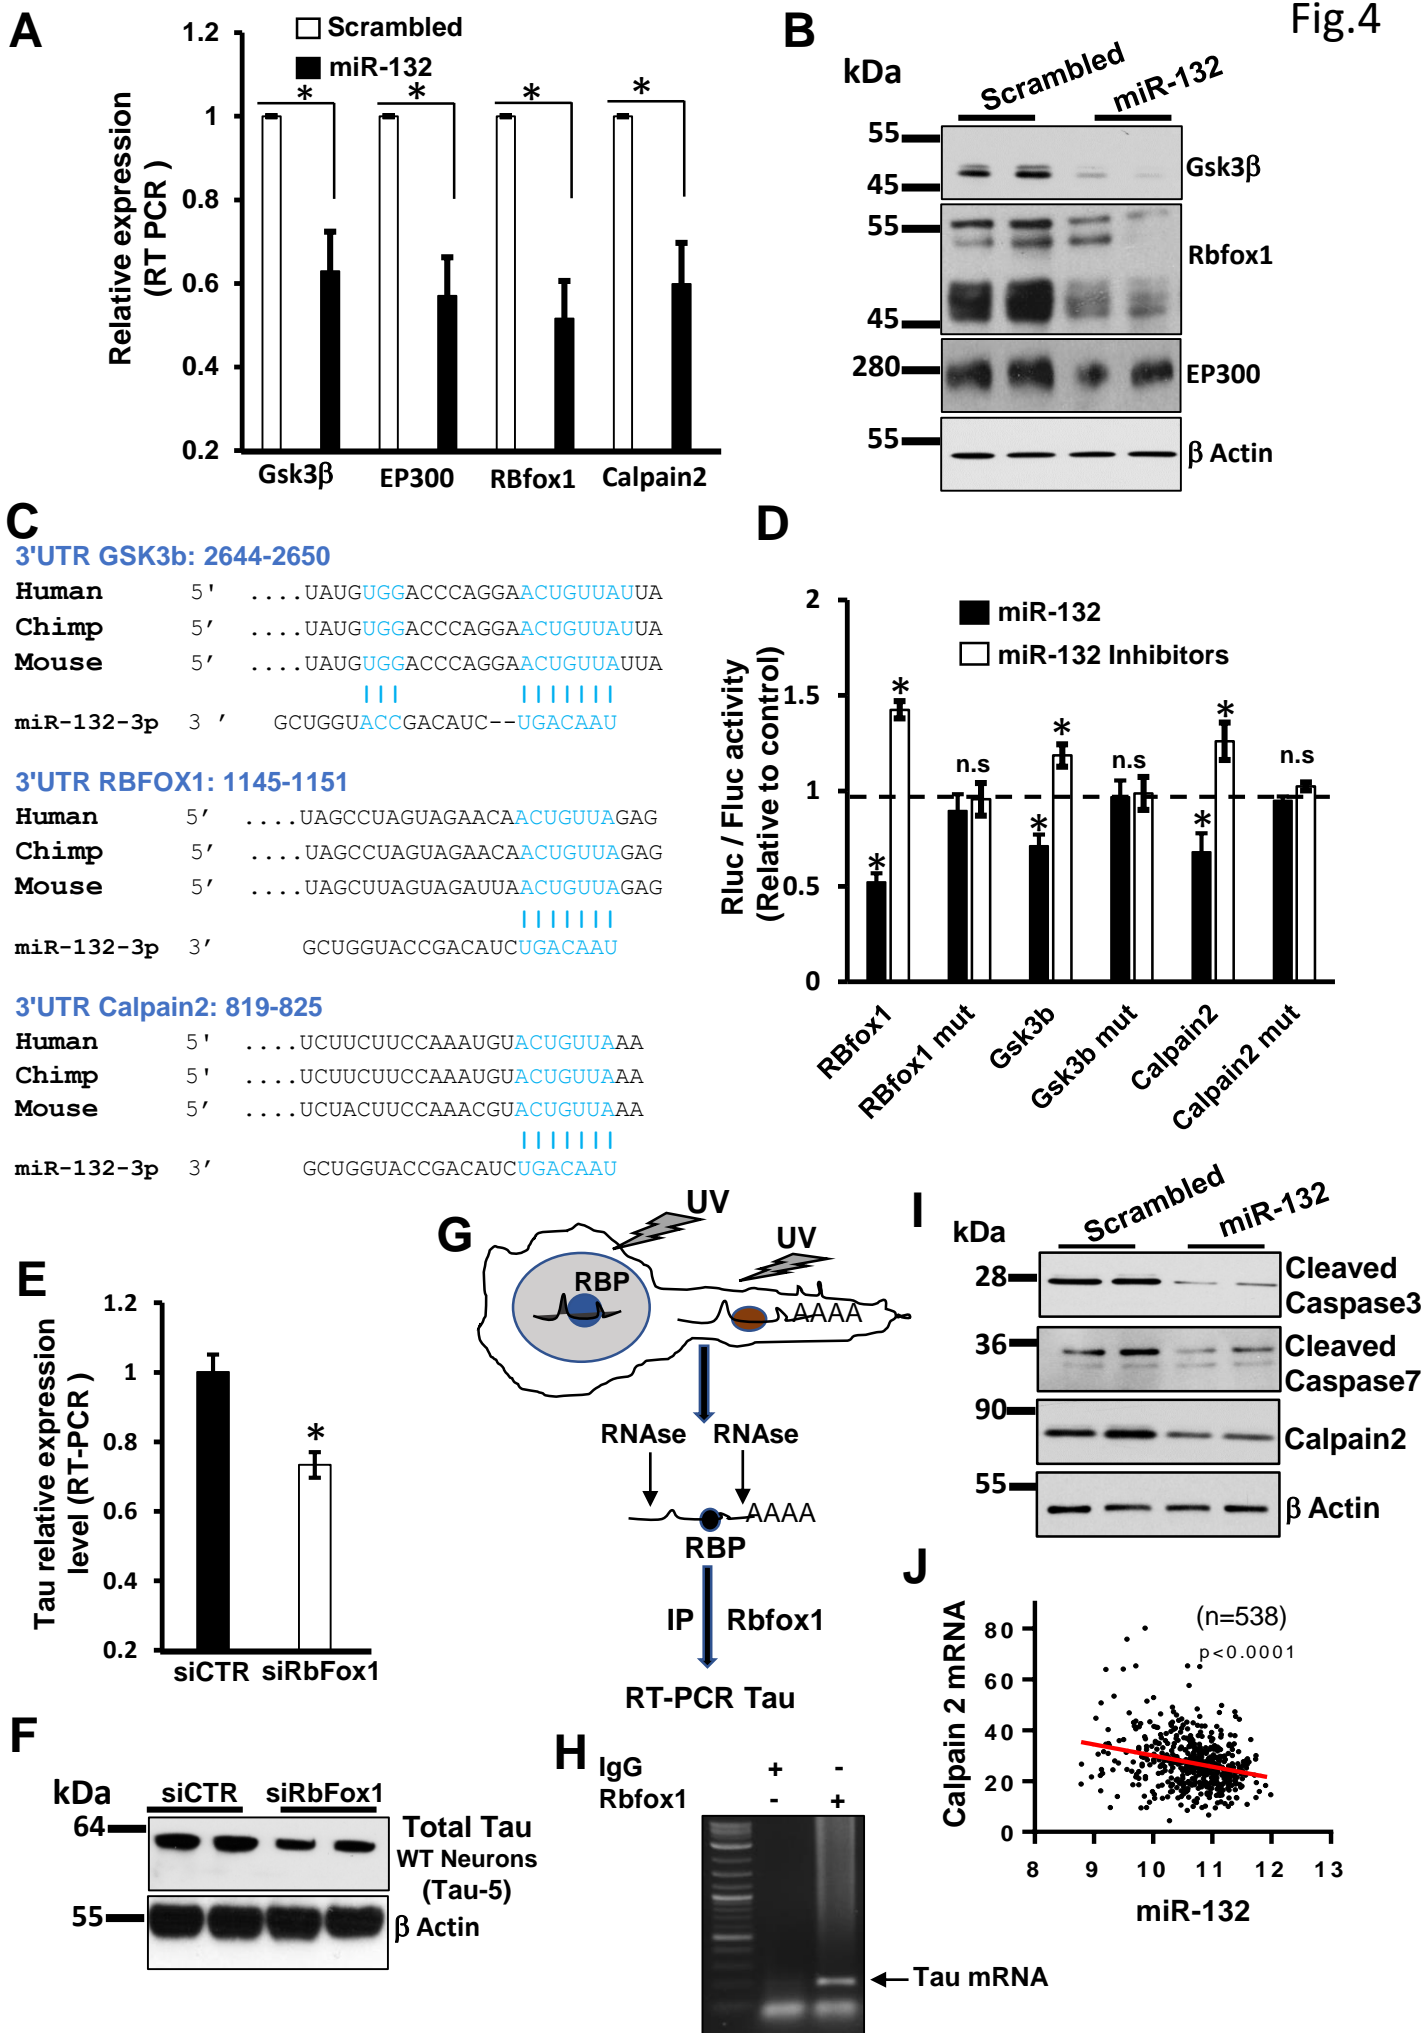 Fig.4
A
1.2
1
0.8
0.6
0.4
0.2
Relative expression
(RT PCR )
Scrambled
miR-132
* * * *
Gsk3β EP300 RBfox1 Calpain2
B
kDa
Scrambled miR-132
55
45
Gsk3β
55
45
Rbfox1
280
EP300
55
β Actin
C
3'UTR GSK3b: 2644-2650
Human 5' ....UAUGUGGACCCAGGAACUGUUAUUA
Chimp 5′ ....UAUGUGGACCCAGGAACUGUUAUUA
Mouse 5′ ....UAUGUGGACCCAGGAACUGUUAUUA
miR-132-3p 3 ′ GCUGGUACCGACAUC--UGACAAU
3'UTR RBFOX1: 1145-1151
Human 5′ ....UAGCCUAGUAGAACAACUGUUAGAG
Chimp 5′ ....UAGCCUAGUAGAACAACUGUUAGAG
Mouse 5′ ....UAGCUUAGUAGAUUAACUGUUAGAG
miR-132-3p 3′ GCUGGUACCGACAUCUGACAAU
3'UTR Calpain2: 819-825
Human 5' ....UCUUCUUCCAAAUGUACUGUUAAA
Chimp 5' ....UCUUCUUCCAAAUGUACUGUUAAA
Mouse 5′ ....UCUACUUCCAAACGUACUGUUAAA
miR-132-3p 3′ GCUGGUACCGACAUCUGACAAU
D
2
1.5
1
0.5
0
Rluc / Fluc activity
(Relative to control)
miR-132
miR-132 Inhibitors
* * n.s * * n.s * * n.s
RBfox1 RBfox1 mut Gsk3b Gsk3b mut Calpain2 Calpain2 mut
E
1.2
1
0.8
0.6
0.4
0.2
Tau relative expression
level (RT-PCR )
*
siCTR siRbFox1
F
kDa
siCTR siRbFox1
64
Total Tau
WT Neurons
(Tau-5)
55
β Actin
G
UV
UV
RBP
AAAA
RNAse RNAse
AAAA
RBP
IP Rbfox1
RT-PCR Tau
H
IgG + -
Rbfox1 - +
Tau mRNA
I
kDa
Scrambled miR-132
28
Cleaved
Caspase3
36
Cleaved
Caspase7
90
Calpain2
55
β Actin
J
Calpain 2 mRNA
80
60
40
20
0
(n=538)
p<0.0001
8 9 10 11 12 13
miR-132